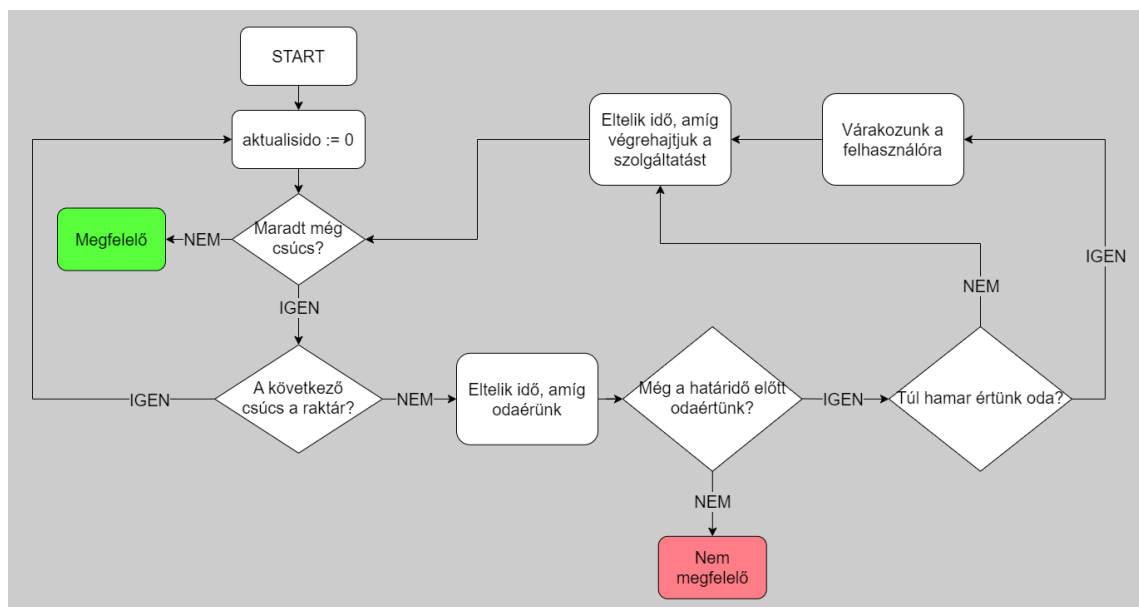 START
aktualisido := 0
Maradt még
csúcs?
NEM
Megfelelő
IGEN
A következő
csúcs a raktár?
IGEN
NEM
Eltelik idő, amíg
odaérünk
Még a határidő előtt
odaértünk?
NEM
Nem
megfelelő
IGEN
Túl hamar értünk oda?
NEM
IGEN
Várakozunk a
felhasználóra
Eltelik idő, amíg
végrehajtjuk a
szolgáltatást